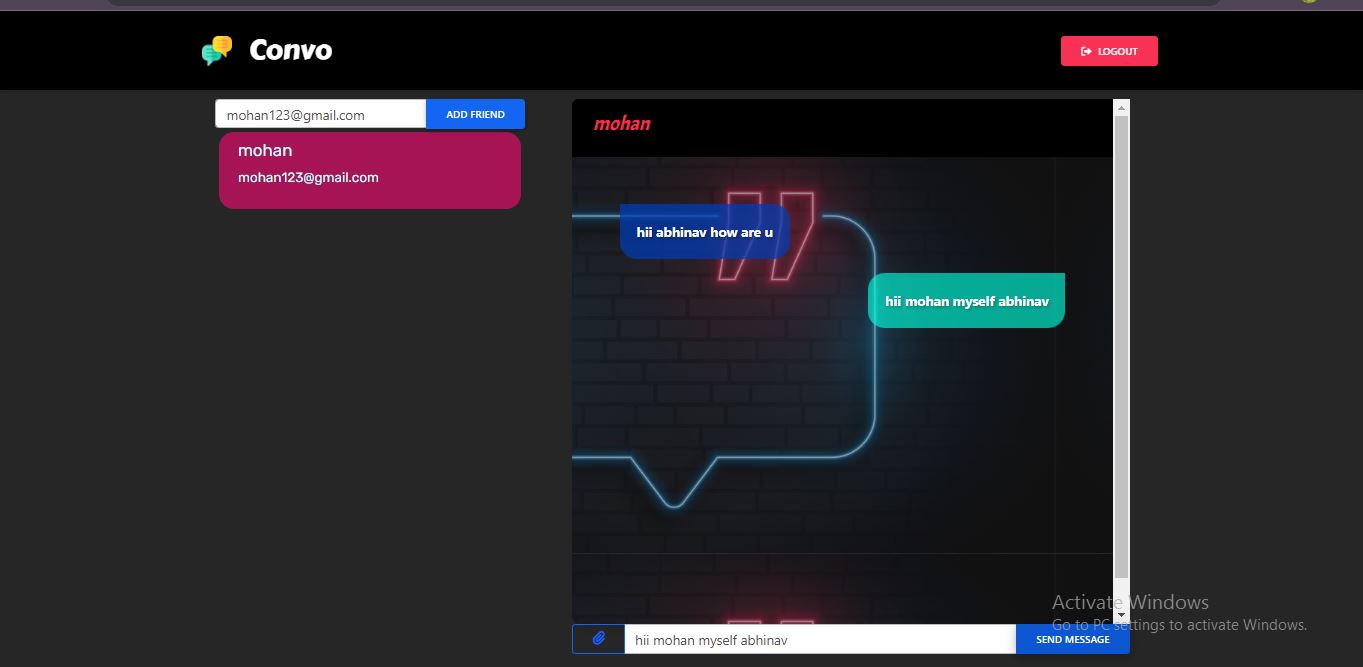 Convo
LOGOUT
mohan123@gmail.com
ADD FRIEND
mohan
mohan123@gmail.com
mohan
hii abhinav how are u
hii mohan myself abhinav
hii mohan myself abhinav
SEND MESSAGE
Activate Windows
Go to PC settings to activate Windows.